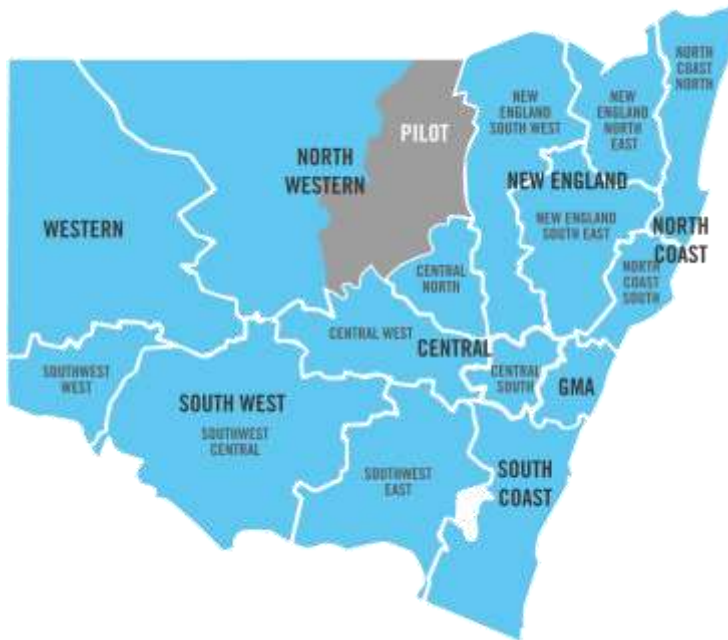 NORTH
COAST
NORTH
NEW
ENGLAND
SOUTH WEST
NEW
ENGLAND
NORTH
EAST
PILOT
NORTH
WESTERN
NEW ENGLAND
WESTERN
NEW ENGLAND
SOUTH EAST
NORTH
COAST
CENTRAL
NORTH
NORTH
COAST
SOUTH
CENTRAL WEST
CENTRAL
SOUTHWEST
WEST
CENTRAL
SOUTH
GMA
SOUTH WEST
SOUTHWEST
CENTRAL
SOUTHWEST
EAST
SOUTH
COAST